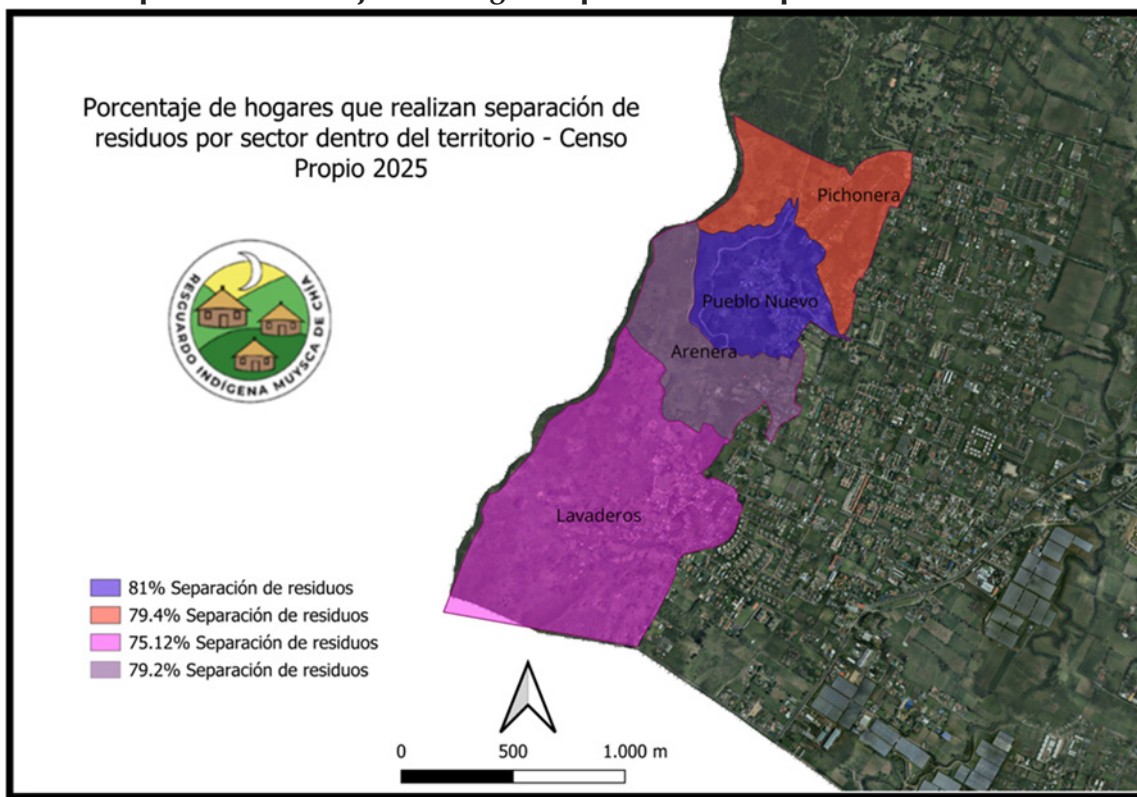 Porcentaje de hogares que realizan separación de
residuos por sector dentro del territorio - Censo
Propio 2025
RESGUARDO INDÍGENA MUYSCA DE CHÍA
Pichonera
Pueblo Nuevo
Arenera
Lavaderos
81% Separación de residuos
79.4% Separación de residuos
75.12% Separación de residuos
79.2% Separación de residuos
0 500 1.000 m